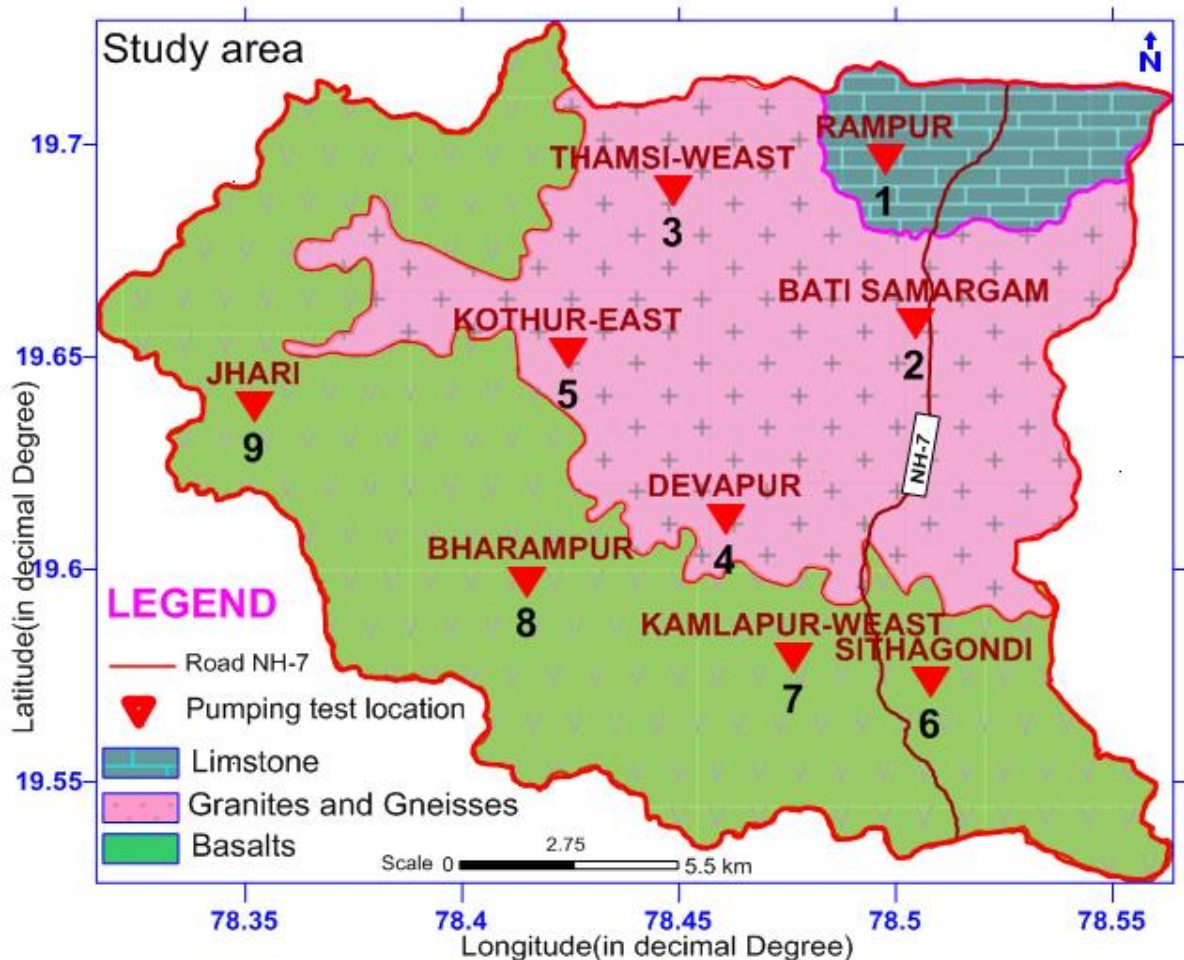 Study area
N
RAMPUR
1
THAMSI-WEAST
3
BATI SAMARGAM
2
KOTHUR-EAST
5
JHARI
9
NH-7
DEVAPUR
4
BHARAMPUR
8
KAMLAPUR-WEAST
7
SITHAGONDI
6
LEGEND
Road NH-7
Pumping test location
Limstone
Granites and Gneisses
Basalts
Scale 0 2.75 5.5 km
19.7
19.65
19.6
19.55
Latitude(in decimal Degree)
78.35 78.4 78.45 78.5 78.55
Longitude(in decimal Degree)